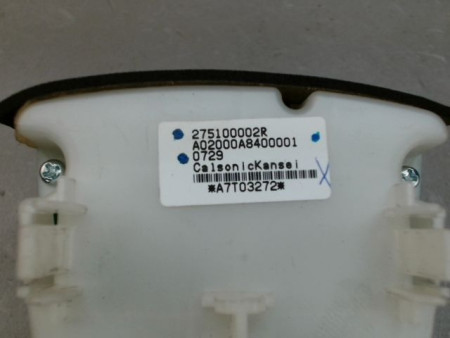 275100002R
A02000A8400001
0729
CalsonicKansei
*A7T03272*
X